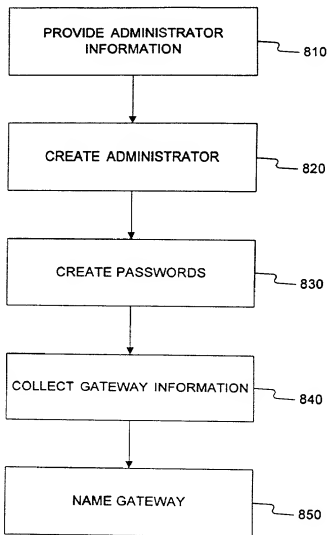 PROVIDE ADMINISTRATOR
INFORMATION
810
CREATE ADMINISTRATOR
820
CREATE PASSWORDS
830
COLLECT GATEWAY INFORMATION
840
NAME GATEWAY
850